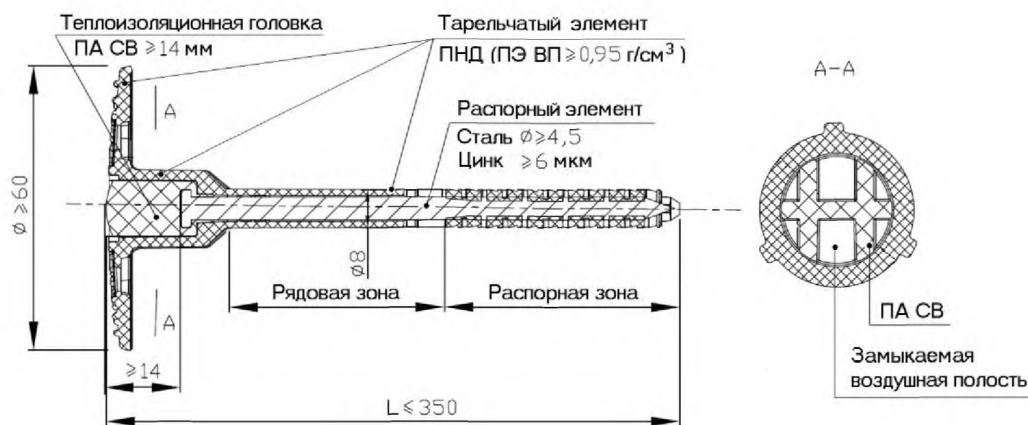 Теплоизоляционная головка
ПА СВ ≥14 мм
Тарельчатый элемент
ПНД (ПЭ ВП≥0,95 г/см³)
Распорный элемент
Сталь ⌀≥4,5
Цинк ≥6 мкм
А-А
А
⌀≥60
⌀8
Рядовая зона
Распорная зона
А
≥14
L≤350
ПА СВ
Замыкаемая
воздушная полость